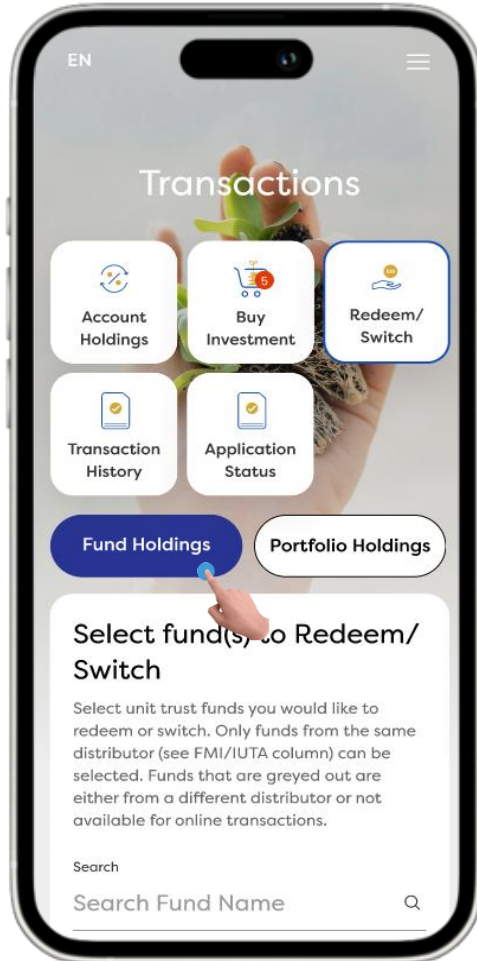 EN
Transactions
Account
Holdings
5
Buy
Investment
Redeem/
Switch
Transaction
History
Application
Status
Fund Holdings
Portfolio Holdings
Select fund(s) to Redeem/
Switch
Select unit trust funds you would like to
redeem or switch. Only funds from the same
distributor (see FMI/IUTA column) can be
selected. Funds that are greyed out are
either from a different distributor or not
available for online transactions.
Search
Search Fund Name